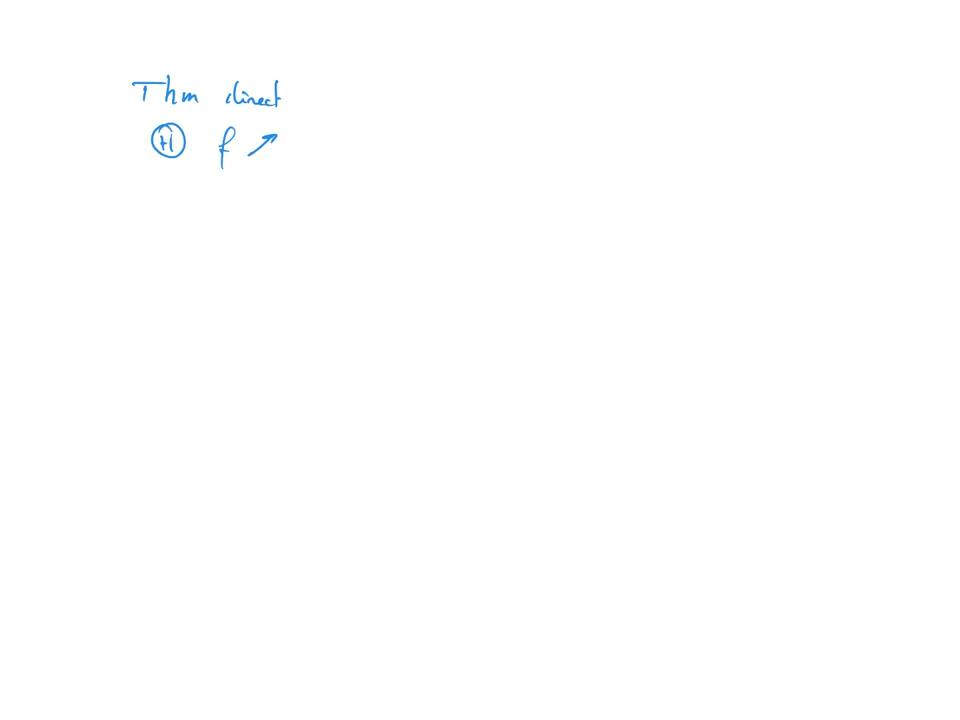 Thm direct
Ⓗ f ↗